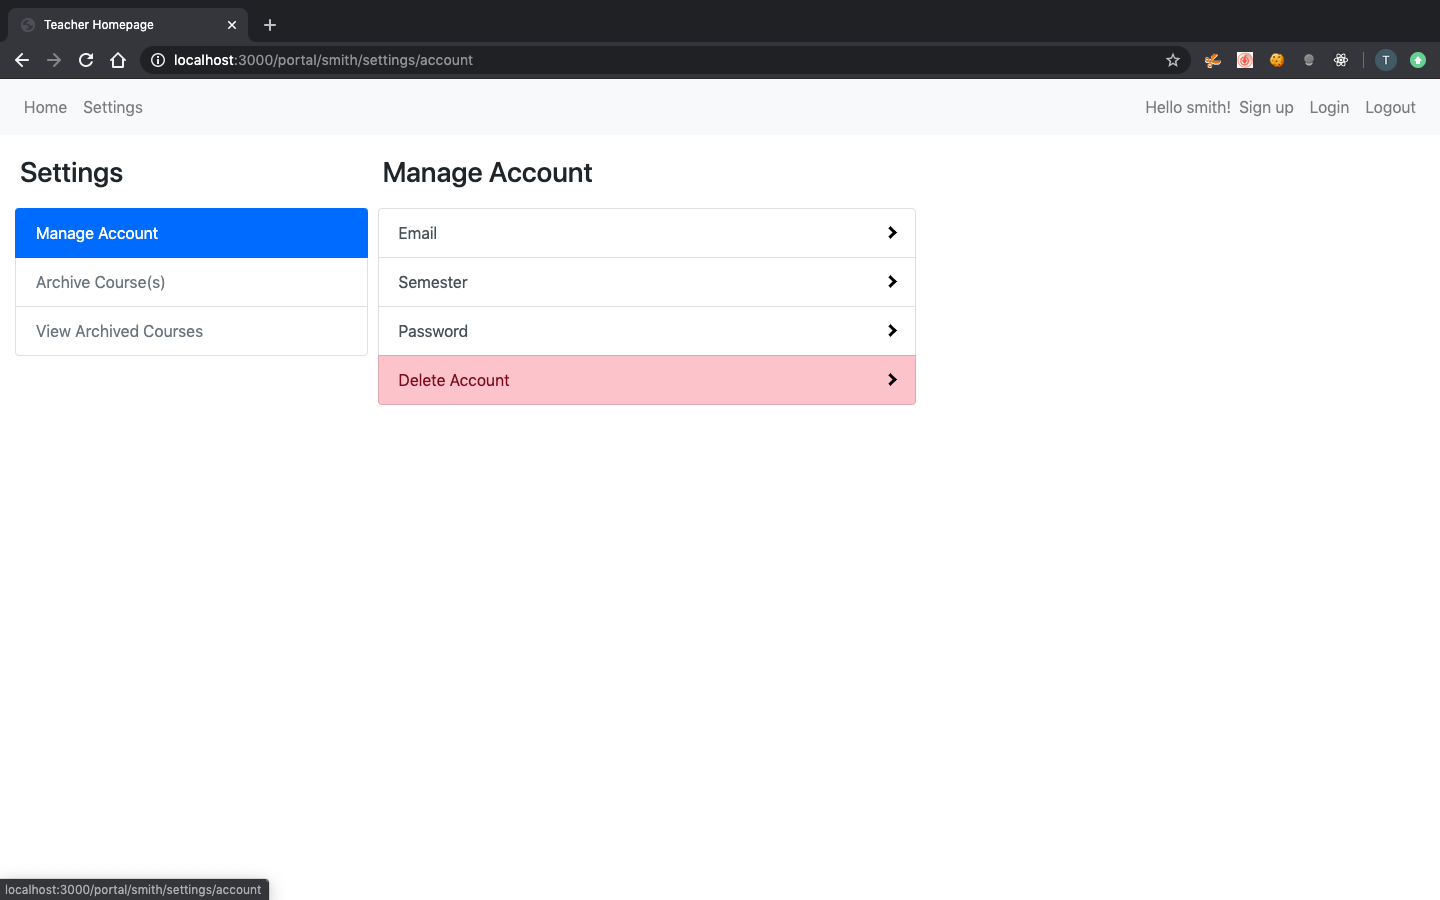 Teacher Homepage
localhost:3000/portal/smith/settings/account
T
Home Settings Hello smith! Sign up Login Logout
Settings
Manage Account
Archive Course(s)
View Archived Courses
Manage Account
Email
Semester
Password
Delete Account
localhost:3000/portal/smith/settings/account